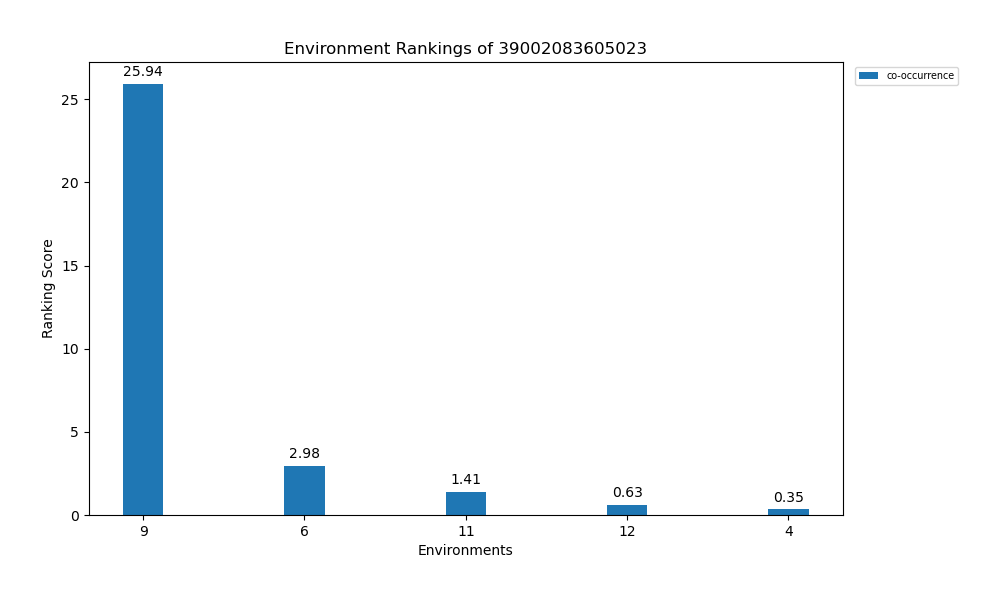 Environment Rankings of 39002083605023
co-occurrence
Ranking Score
25
20
15
10
5
0
25.94
2.98
1.41
0.63
0.35
9 6 11 12 4
Environments